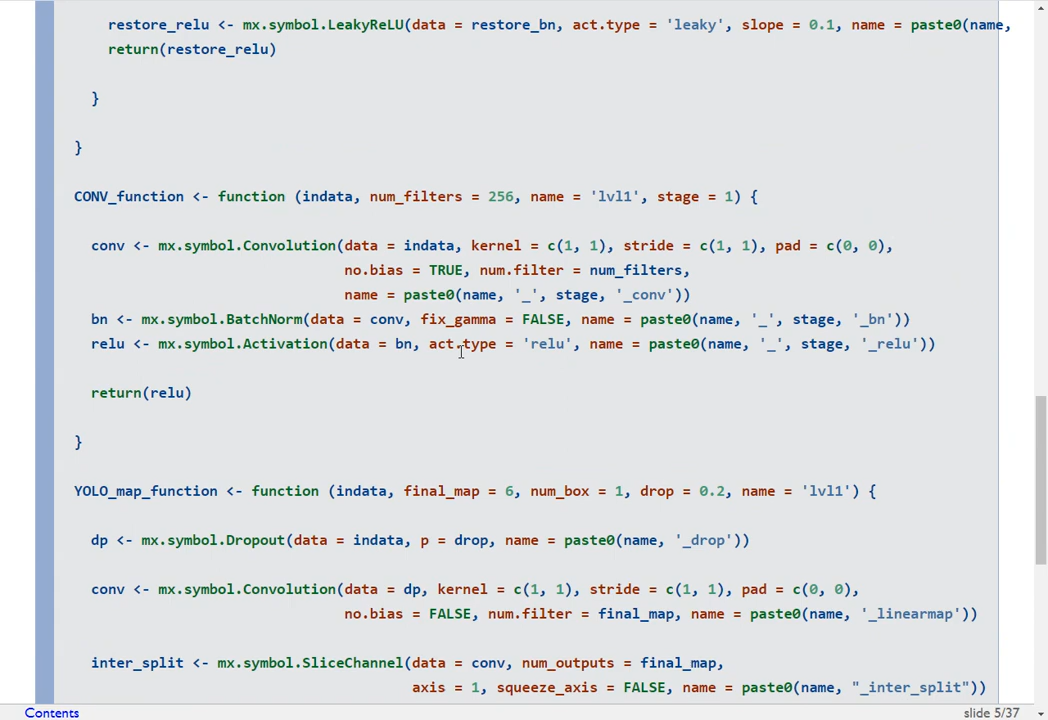 restore_relu <- mx.symbol.LeakyReLU(data = restore_bn, act.type = 'leaky', slope = 0.1, name = paste0(name,
return(restore_relu)
}
}
CONV_function <- function (indata, num_filters = 256, name = 'lvl1', stage = 1) {
conv <- mx.symbol.Convolution(data = indata, kernel = c(1, 1), stride = c(1, 1), pad = c(0, 0),
no.bias = TRUE, num.filter = num_filters,
name = paste0(name, '_', stage, '_conv'))
bn <- mx.symbol.BatchNorm(data = conv, fix_gamma = FALSE, name = paste0(name, '_', stage, '_bn'))
relu <- mx.symbol.Activation(data = bn, act.type = 'relu', name = paste0(name, '_', stage, '_relu'))
return(relu)
}
YOLO_map_function <- function (indata, final_map = 6, num_box = 1, drop = 0.2, name = 'lvl1') {
dp <- mx.symbol.Dropout(data = indata, p = drop, name = paste0(name, '_drop'))
conv <- mx.symbol.Convolution(data = dp, kernel = c(1, 1), stride = c(1, 1), pad = c(0, 0),
no.bias = FALSE, num.filter = final_map, name = paste0(name, '_linearmap'))
inter_split <- mx.symbol.SliceChannel(data = conv, num_outputs = final_map,
axis = 1, squeeze_axis = FALSE, name = paste0(name, "_inter_split"))
Contents
slide 5/37